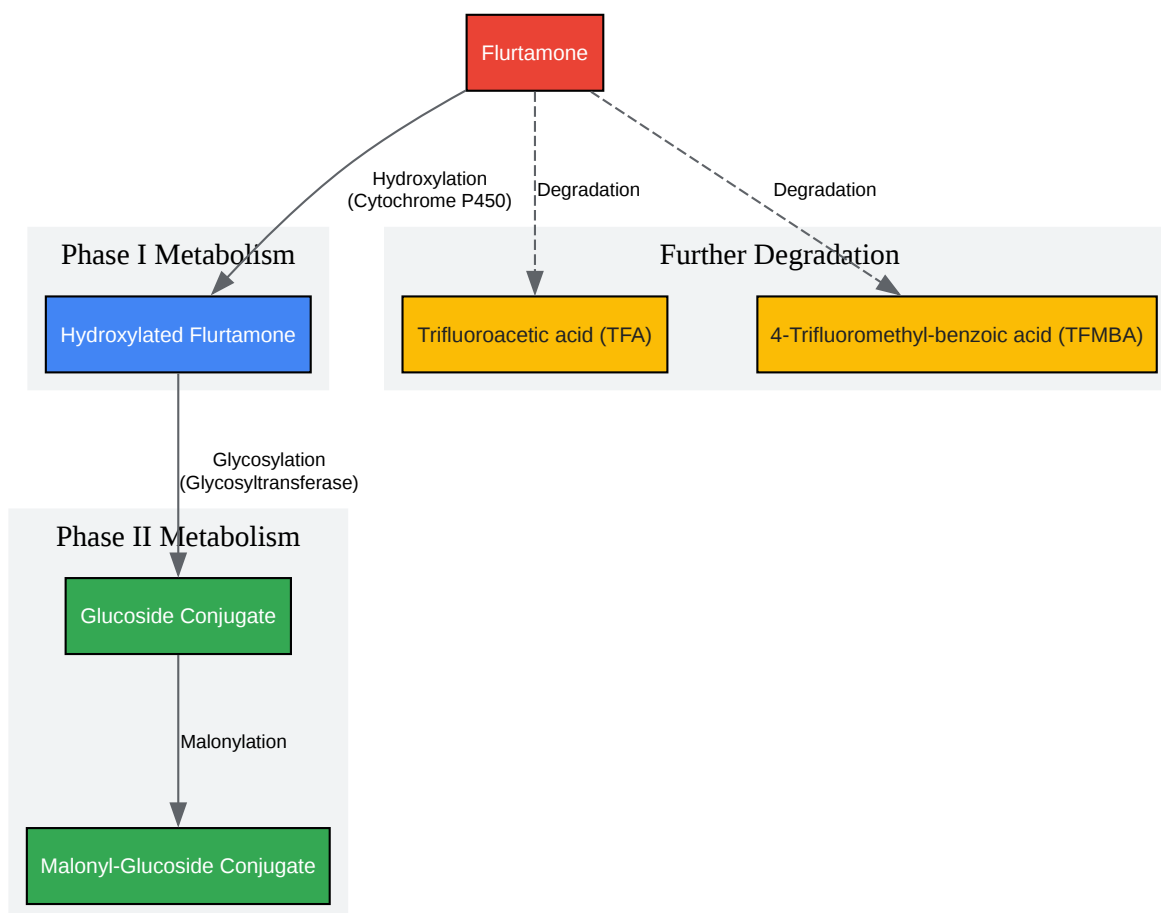 Flurtamone
Hydroxylation
(Cytochrome P450)
Degradation
Degradation
Phase I Metabolism
Further Degradation
Hydroxylated Flurtamone
Trifluoroacetic acid (TFA)
4-Trifluoromethyl-benzoic acid (TFMBA)
Glycosylation
(Glycosyltransferase)
Phase II Metabolism
Glucoside Conjugate
Malonylation
Malonyl-Glucoside Conjugate